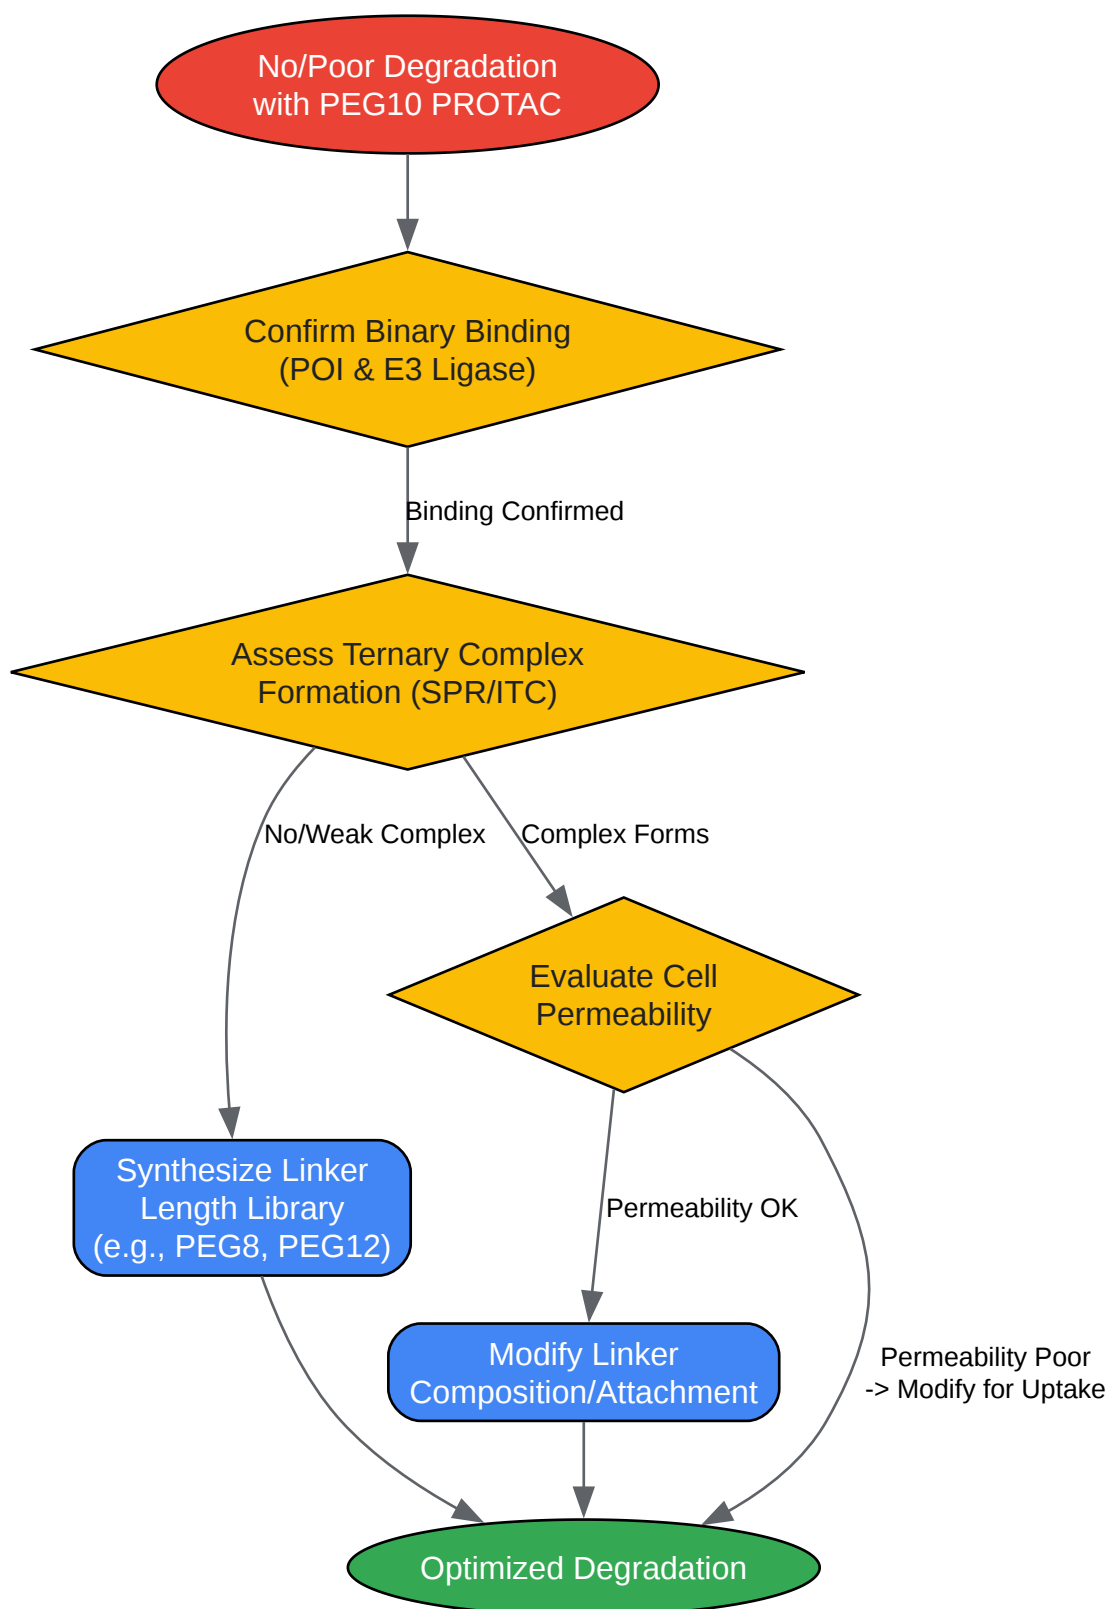 No/Poor Degradation
with PEG10 PROTAC
Confirm Binary Binding
(POI & E3 Ligase)
Binding Confirmed
Assess Ternary Complex
Formation (SPR/ITC)
No/Weak Complex
Complex Forms
Evaluate Cell
Permeability
Synthesize Linker
Length Library
(e.g., PEG8, PEG12)
Permeability OK
Modify Linker
Composition/Attachment
Permeability Poor
-> Modify for Uptake
Optimized Degradation